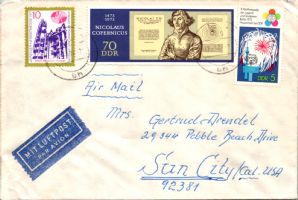 10
1473
1973
NICOLAUS
COPERNICUS
70
DDR
DDR 5
Air Mail
Mrs.
Gertrud Drendel
29344 Pebble Beach Drive
Sun City/Cal. USA
92381
MIT LUFTPOST
PAR AVION